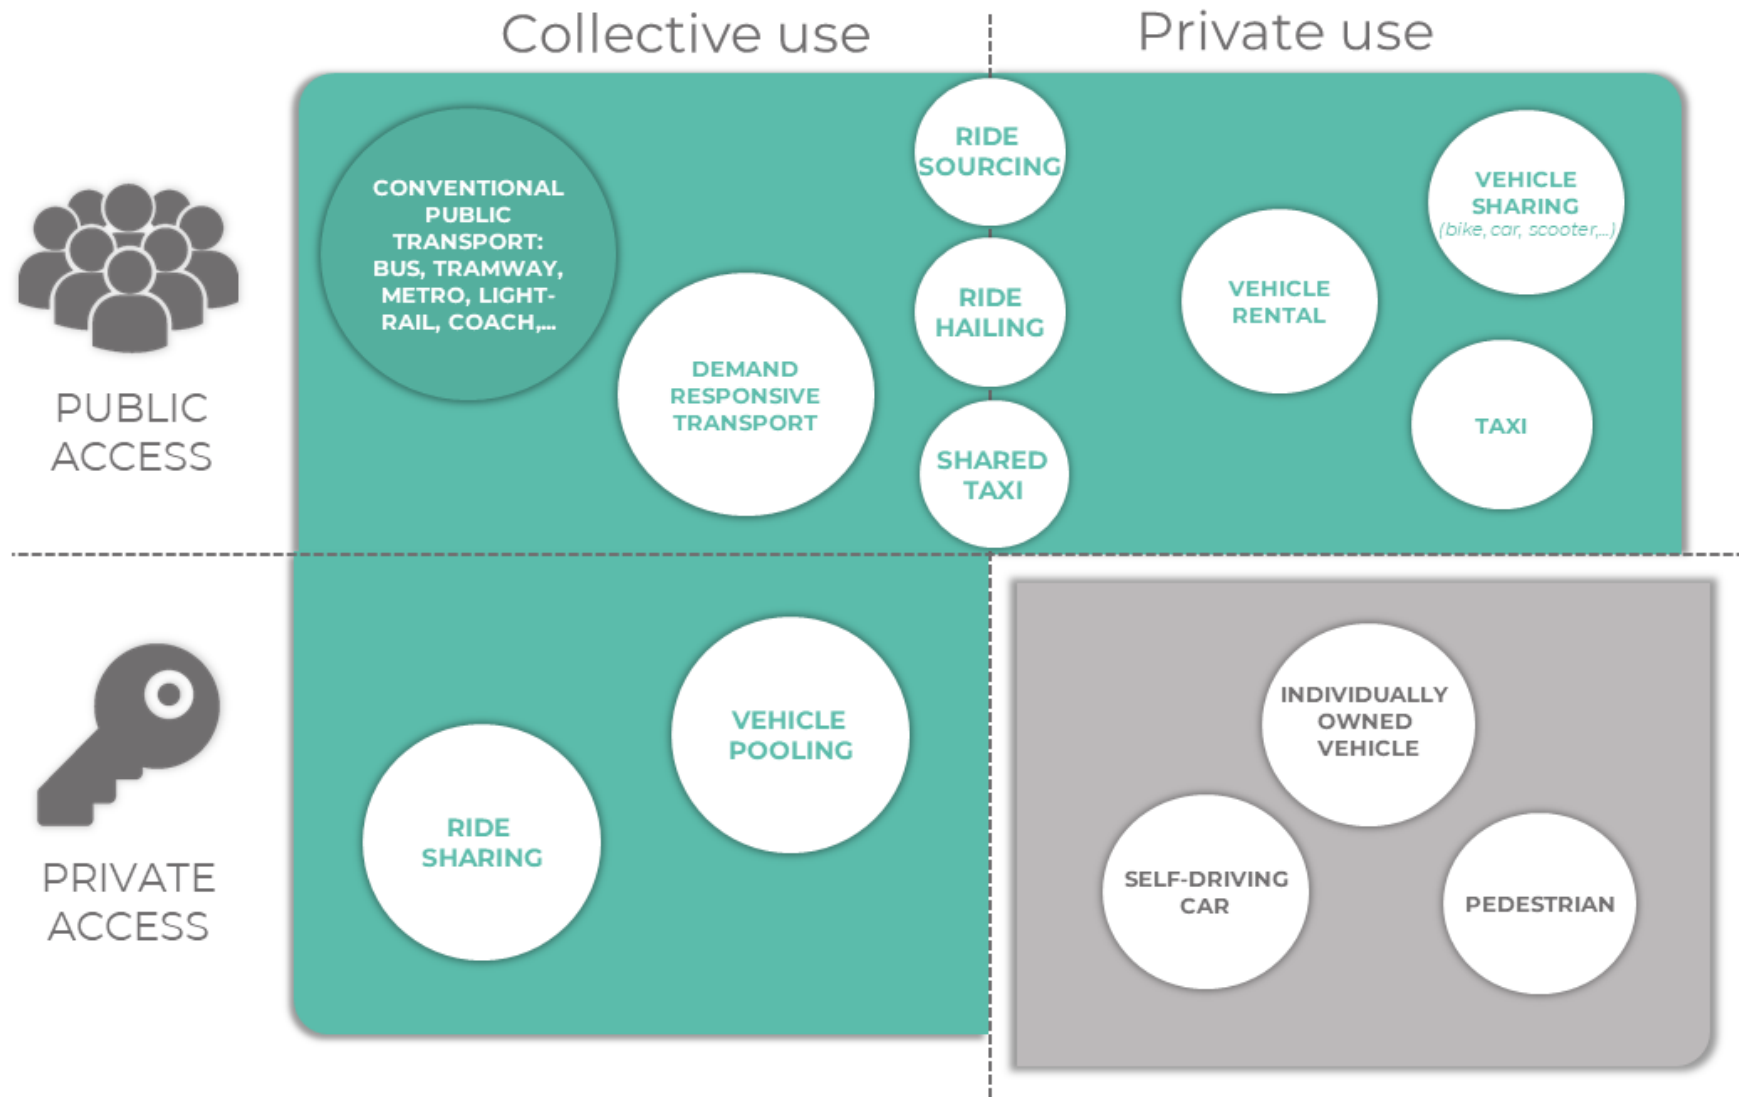 Collective use
Private use
PUBLIC
ACCESS
CONVENTIONAL
PUBLIC
TRANSPORT:
BUS, TRAMWAY,
METRO, LIGHT-
RAIL, COACH,...
DEMAND
RESPONSIVE
TRANSPORT
RIDE
SOURCING
RIDE
HAILING
SHARED
TAXI
VEHICLE
RENTAL
VEHICLE
SHARING
(bike, car, scooter,...)
TAXI
PRIVATE
ACCESS
RIDE
SHARING
VEHICLE
POOLING
INDIVIDUALLY
OWNED
VEHICLE
SELF-DRIVING
CAR
PEDESTRIAN